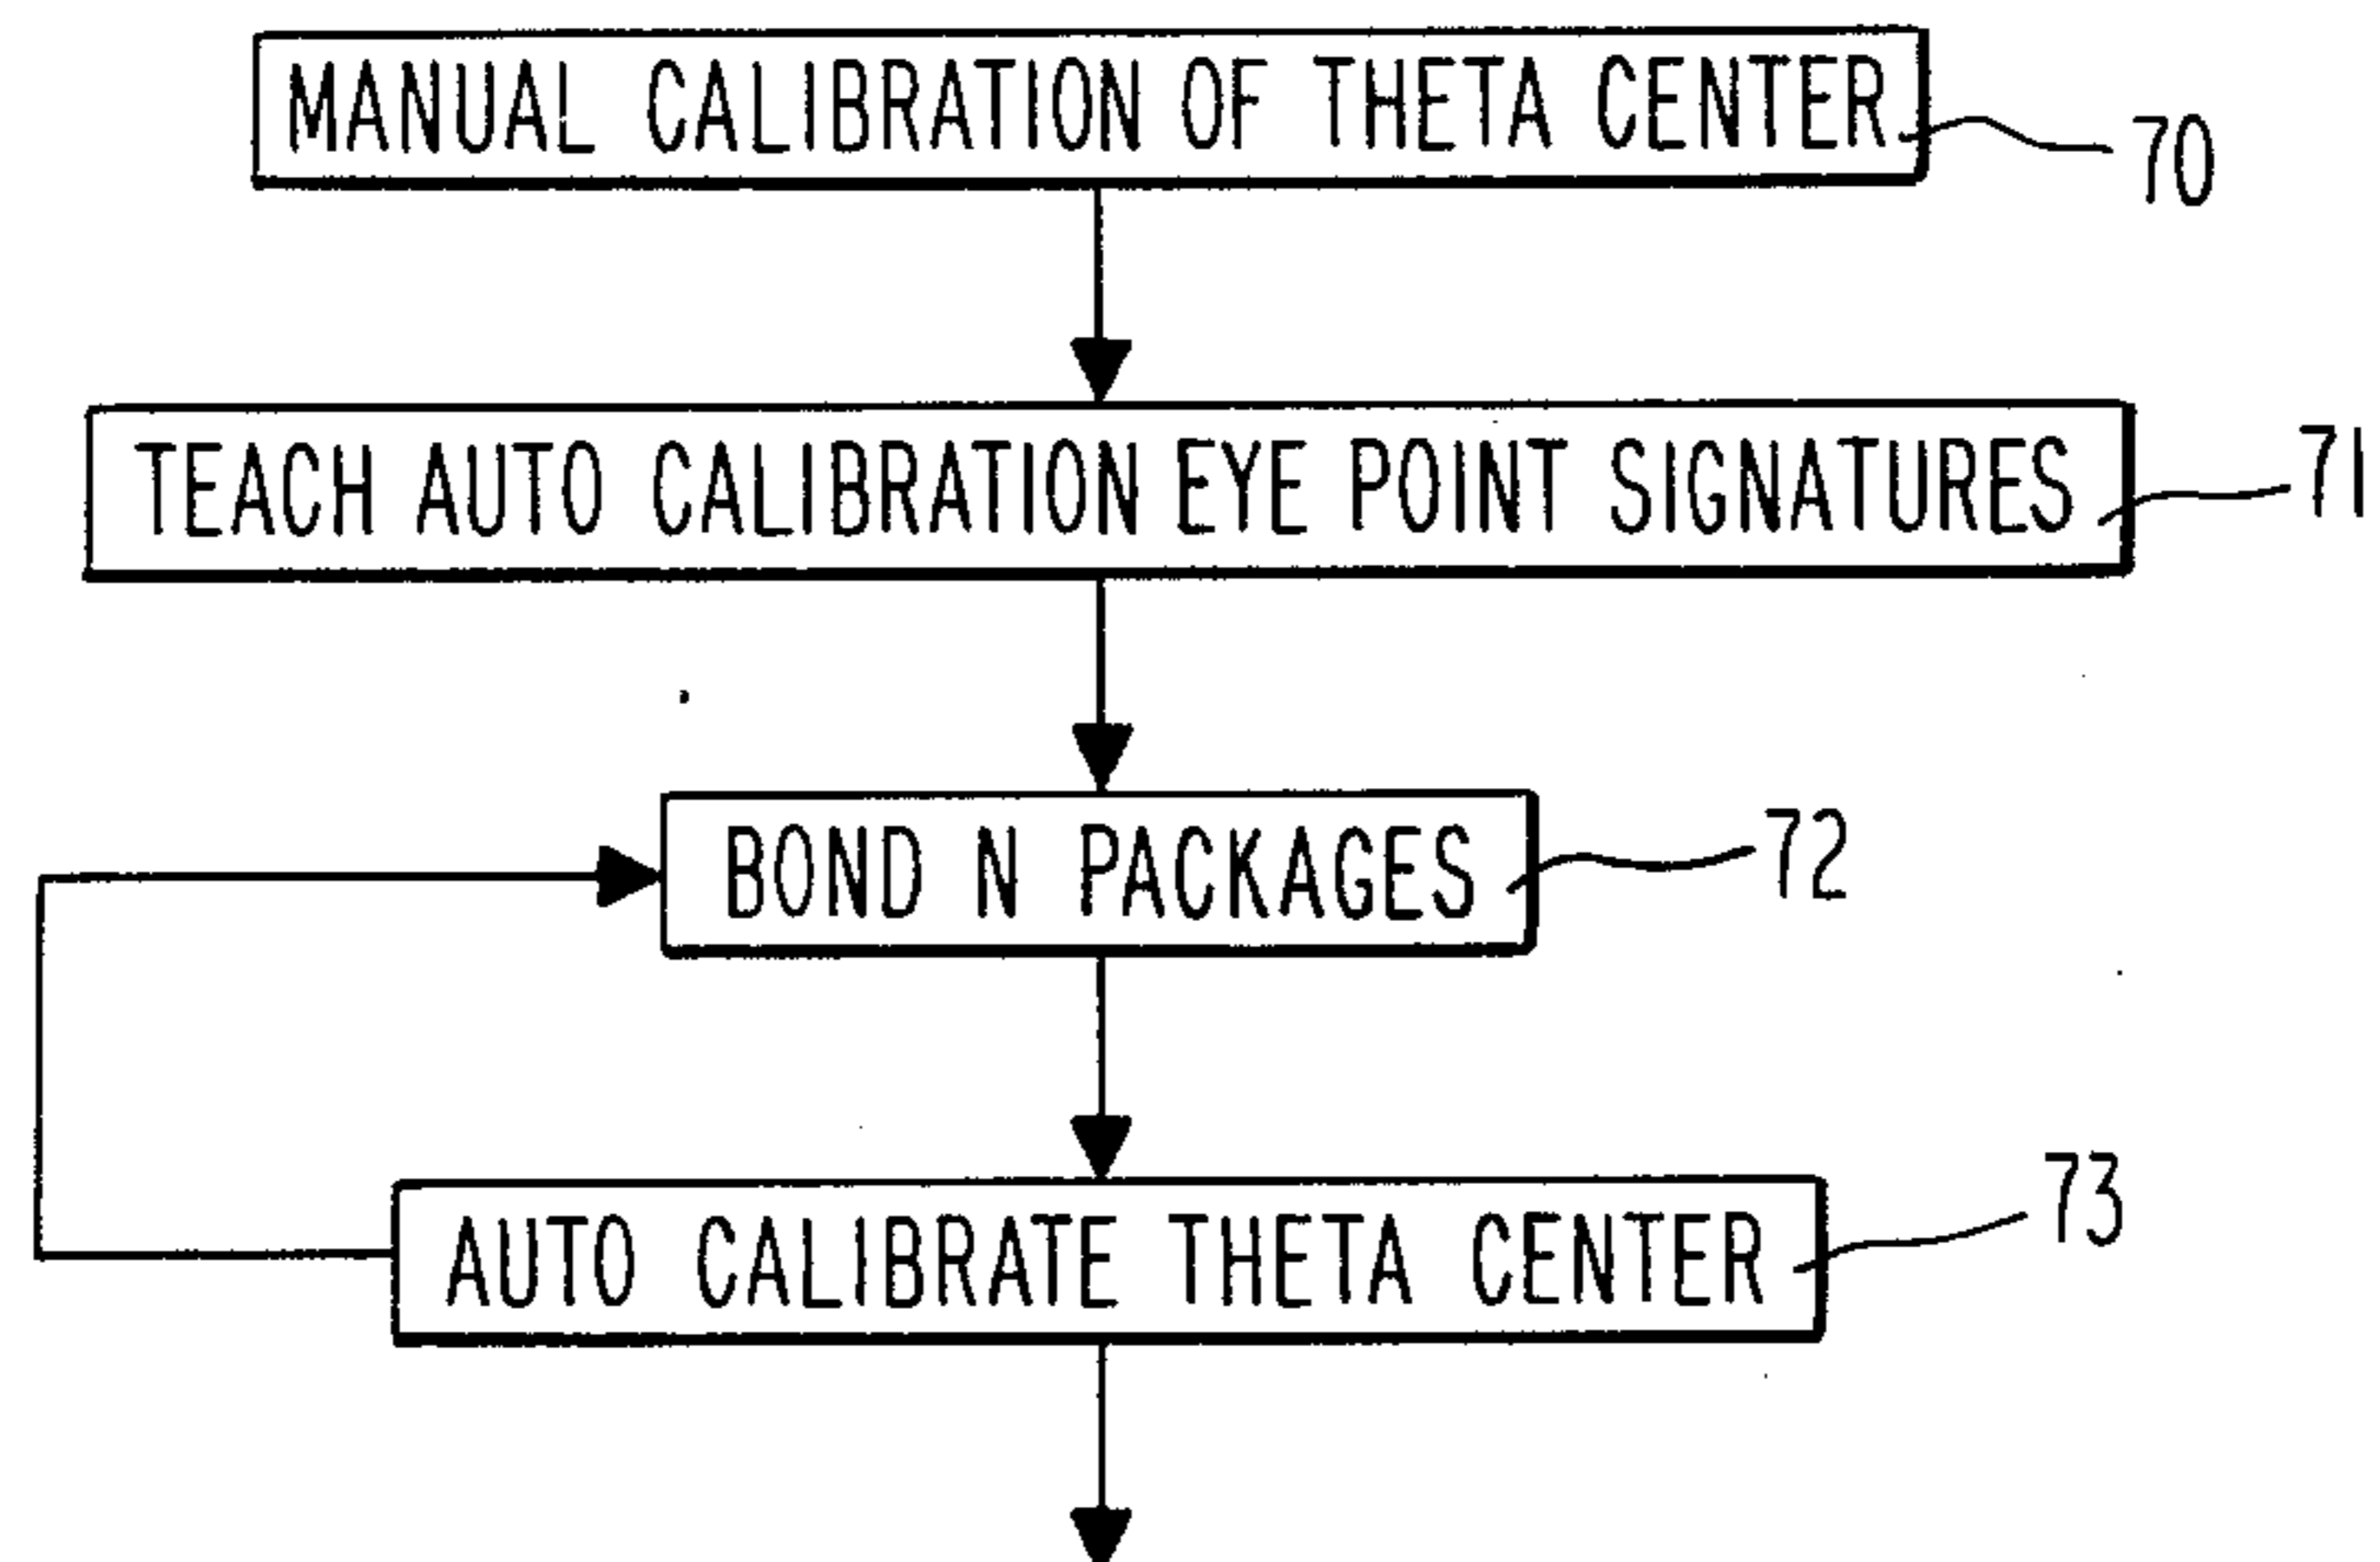 MANUAL CALIBRATION OF THETA CENTER
70
TEACH AUTO CALIBRATION EYE POINT SIGNATURES
71
BOND N PACKAGES
72
AUTO CALIBRATE THETA CENTER
73